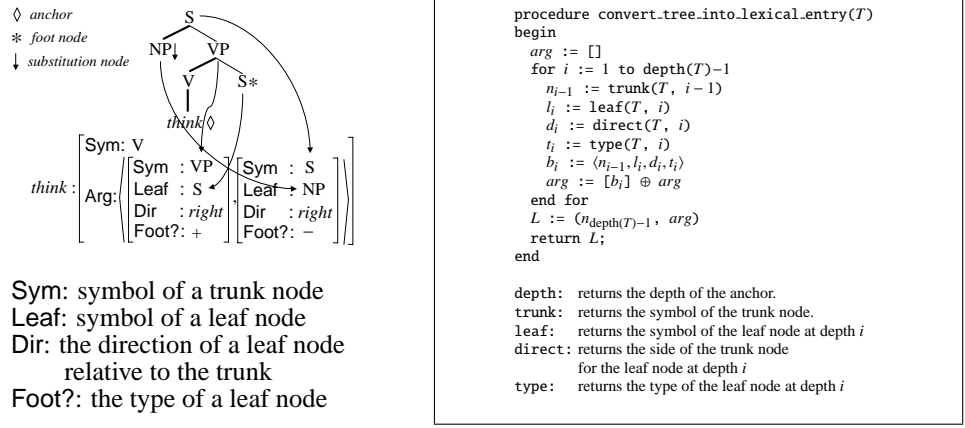 ◊ anchor
∗ foot node
↓ substitution node
S
NP↓ VP
V S∗
think◊
think :
Sym: V
Arg:
Sym : VP
Leaf : S
Dir : right
Foot?: +
,
Sym : S
Leaf : NP
Dir : right
Foot?: −
Sym: symbol of a trunk node
Leaf: symbol of a leaf node
Dir: the direction of a leaf node
relative to the trunk
Foot?: the type of a leaf node
procedure convert_tree_into_lexical_entry(T)
begin
arg := []
for i := 1 to depth(T)−1
n_{i−1} := trunk(T, i − 1)
l_i := leaf(T, i)
d_i := direct(T, i)
t_i := type(T, i)
b_i := ⟨n_{i−1}, l_i, d_i, t_i⟩
arg := [b_i] ⊕ arg
end for
L := (n_{depth(T)−1}, arg)
return L;
end
depth: returns the depth of the anchor.
trunk: returns the symbol of the trunk node.
leaf: returns the symbol of the leaf node at depth i
direct: returns the side of the trunk node
for the leaf node at depth i
type: returns the type of the leaf node at depth i